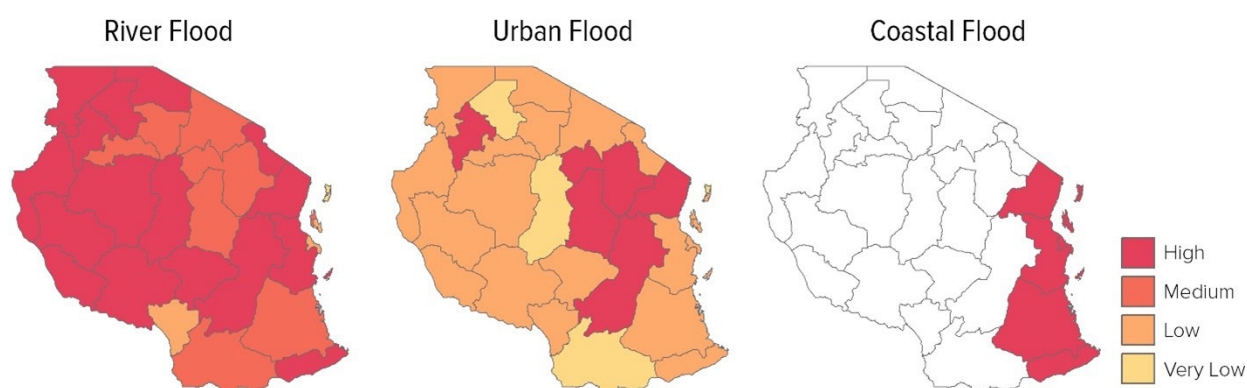 River Flood
Urban Flood
Coastal Flood
High
Medium
Low
Very Low